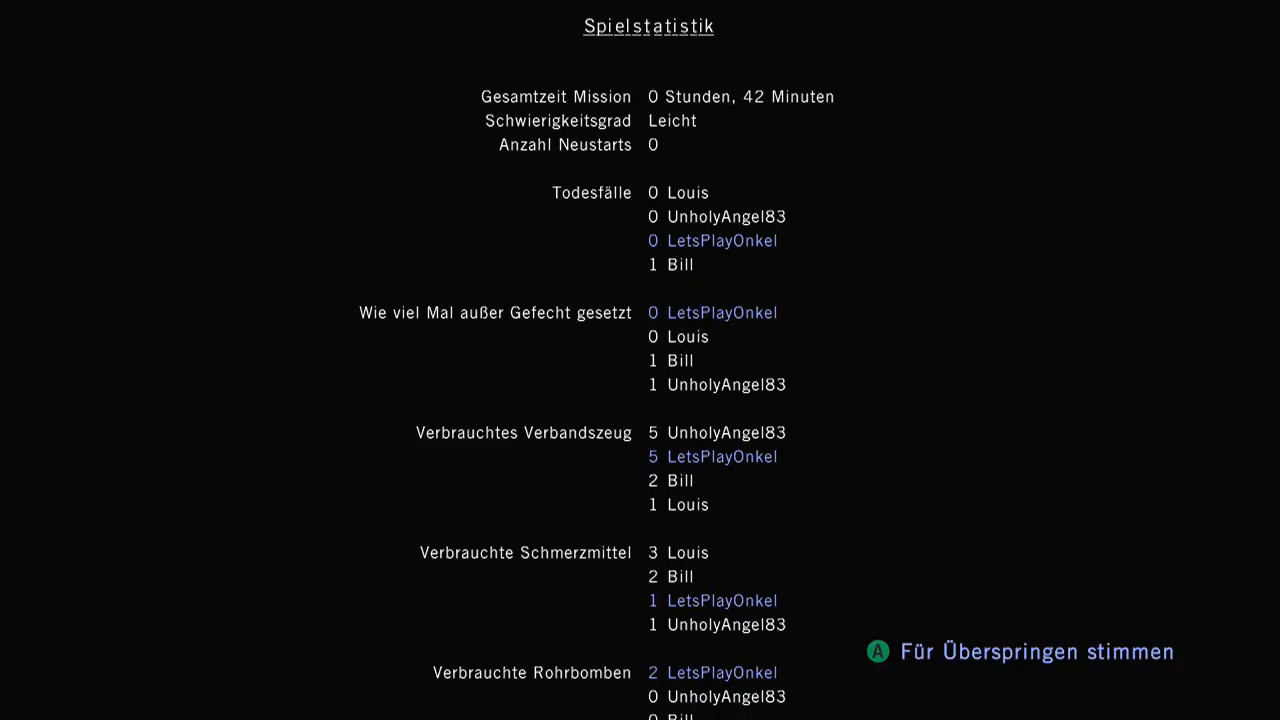 Spielstatistik
Gesamtzeit Mission 0 Stunden, 42 Minuten
Schwierigkeitsgrad Leicht
Anzahl Neustarts 0
Todesfälle 0 Louis
0 UnholyAngel83
0 LetsPlayOnkel
1 Bill
Wie viel Mal außer Gefecht gesetzt 0 LetsPlayOnkel
0 Louis
1 Bill
1 UnholyAngel83
Verbrauchtes Verbandszeug 5 UnholyAngel83
5 LetsPlayOnkel
2 Bill
1 Louis
Verbrauchte Schmerzmittel 3 Louis
2 Bill
1 LetsPlayOnkel
1 UnholyAngel83
A Für Überspringen stimmen
Verbrauchte Rohrbomben 2 LetsPlayOnkel
0 UnholyAngel83
0 Bill